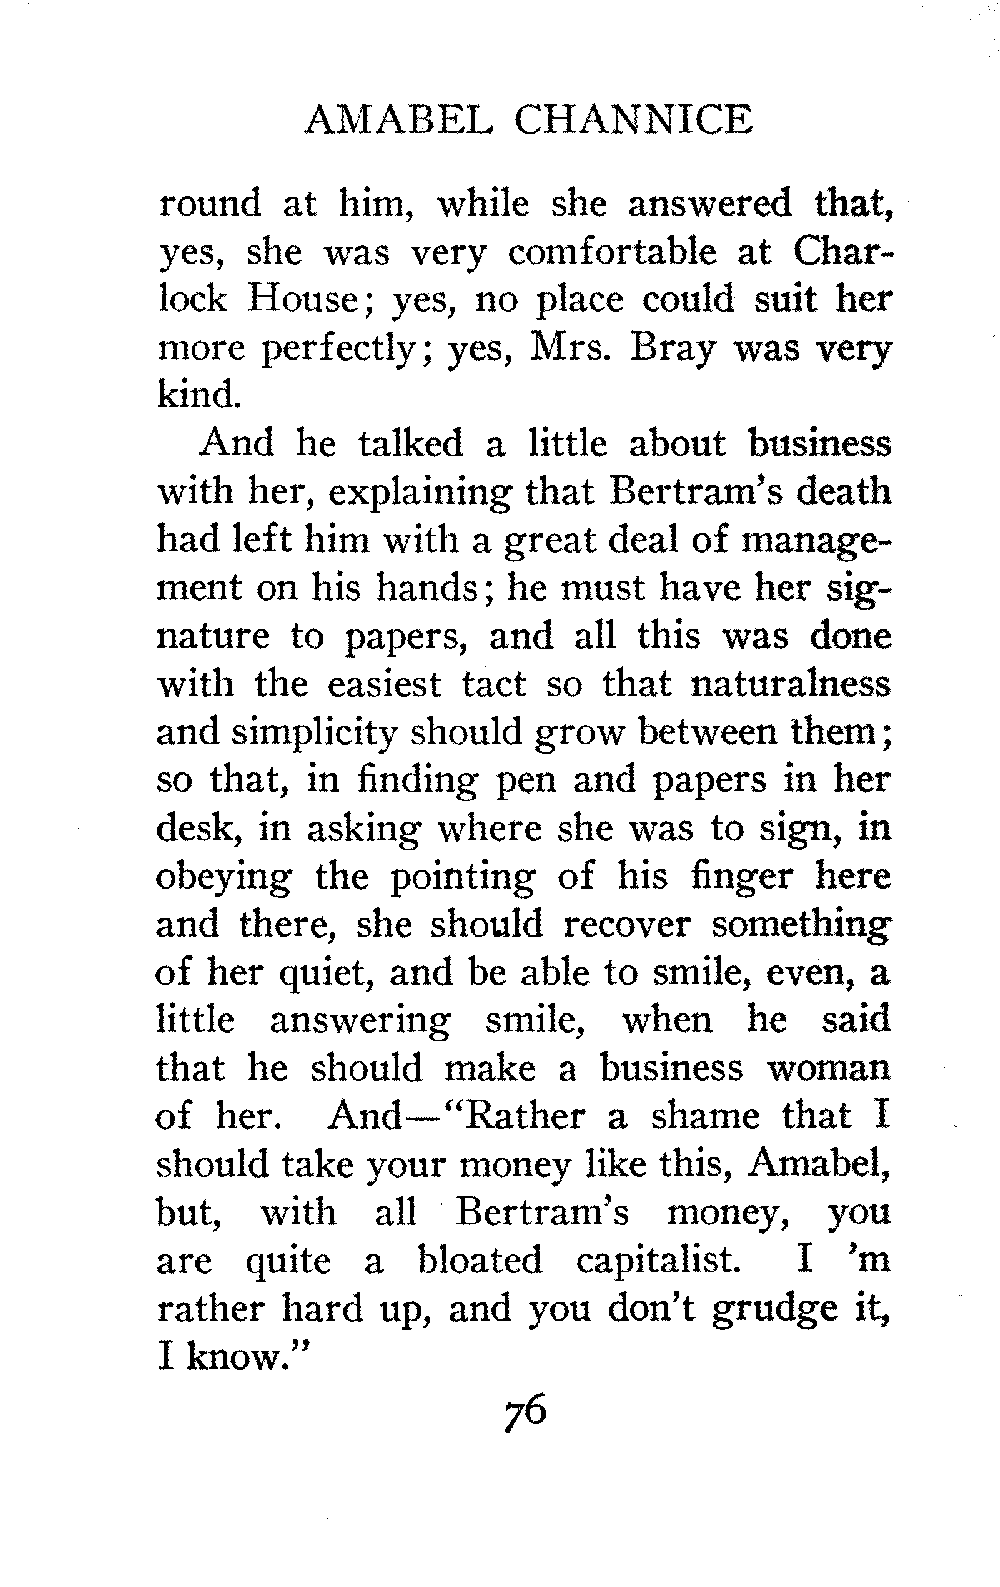 AMABEL CHANNICE
round at him, while she answered that,
yes, she was very comfortable at Char-
lock House; yes, no place could suit her
more perfectly; yes, Mrs. Bray was very
kind.
And he talked a little about business
with her, explaining that Bertram's death
had left him with a great deal of manage-
ment on his hands; he must have her sig-
nature to papers, and all this was done
with the easiest tact so that naturalness
and simplicity should grow between them;
so that, in finding pen and papers in her
desk, in asking where she was to sign, in
obeying the pointing of his finger here
and there, she should recover something
of her quiet, and be able to smile, even, a
little answering smile, when he said
that he should make a business woman
of her. And—"Rather a shame that I
should take your money like this, Amabel,
but, with all Bertram's money, you
are quite a bloated capitalist. I 'm
rather hard up, and you don't grudge it,
I know."
76